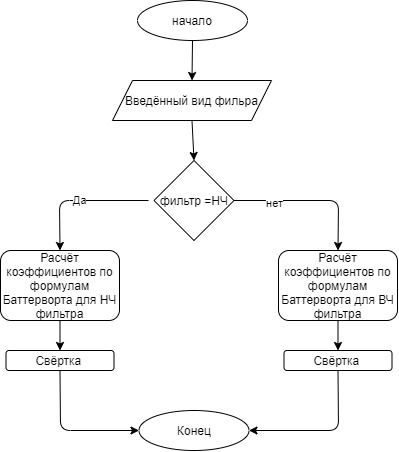 начало
Введённый вид фильра
фильтр =НЧ
Да
нет
Расчёт
коэффициентов по
формулам
Баттерворта для НЧ
фильтра
Расчёт
коэффициентов по
формулам
Баттерворта для ВЧ
фильтра
Свёртка
Свёртка
Конец